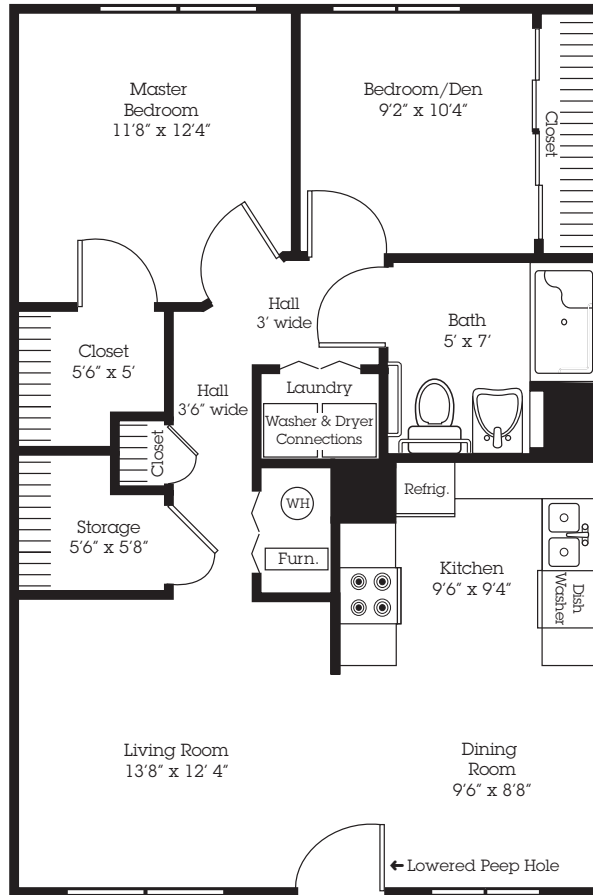 Master
Bedroom
11'8" x 12'4"
Bedroom/Den
9'2" x 10'4"
Closet
Hall
3' wide
Bath
5' x 7'
Closet
5'6" x 5'
Hall
3'6" wide
Laundry
Washer & Dryer
Connections
Closet
Refrig.
WH
Storage
5'6" x 5'8"
Furn.
Kitchen
9'6" x 9'4"
Dish
Washer
Living Room
13'8" x 12' 4"
Dining
Room
9'6" x 8'8"
←Lowered Peep Hole